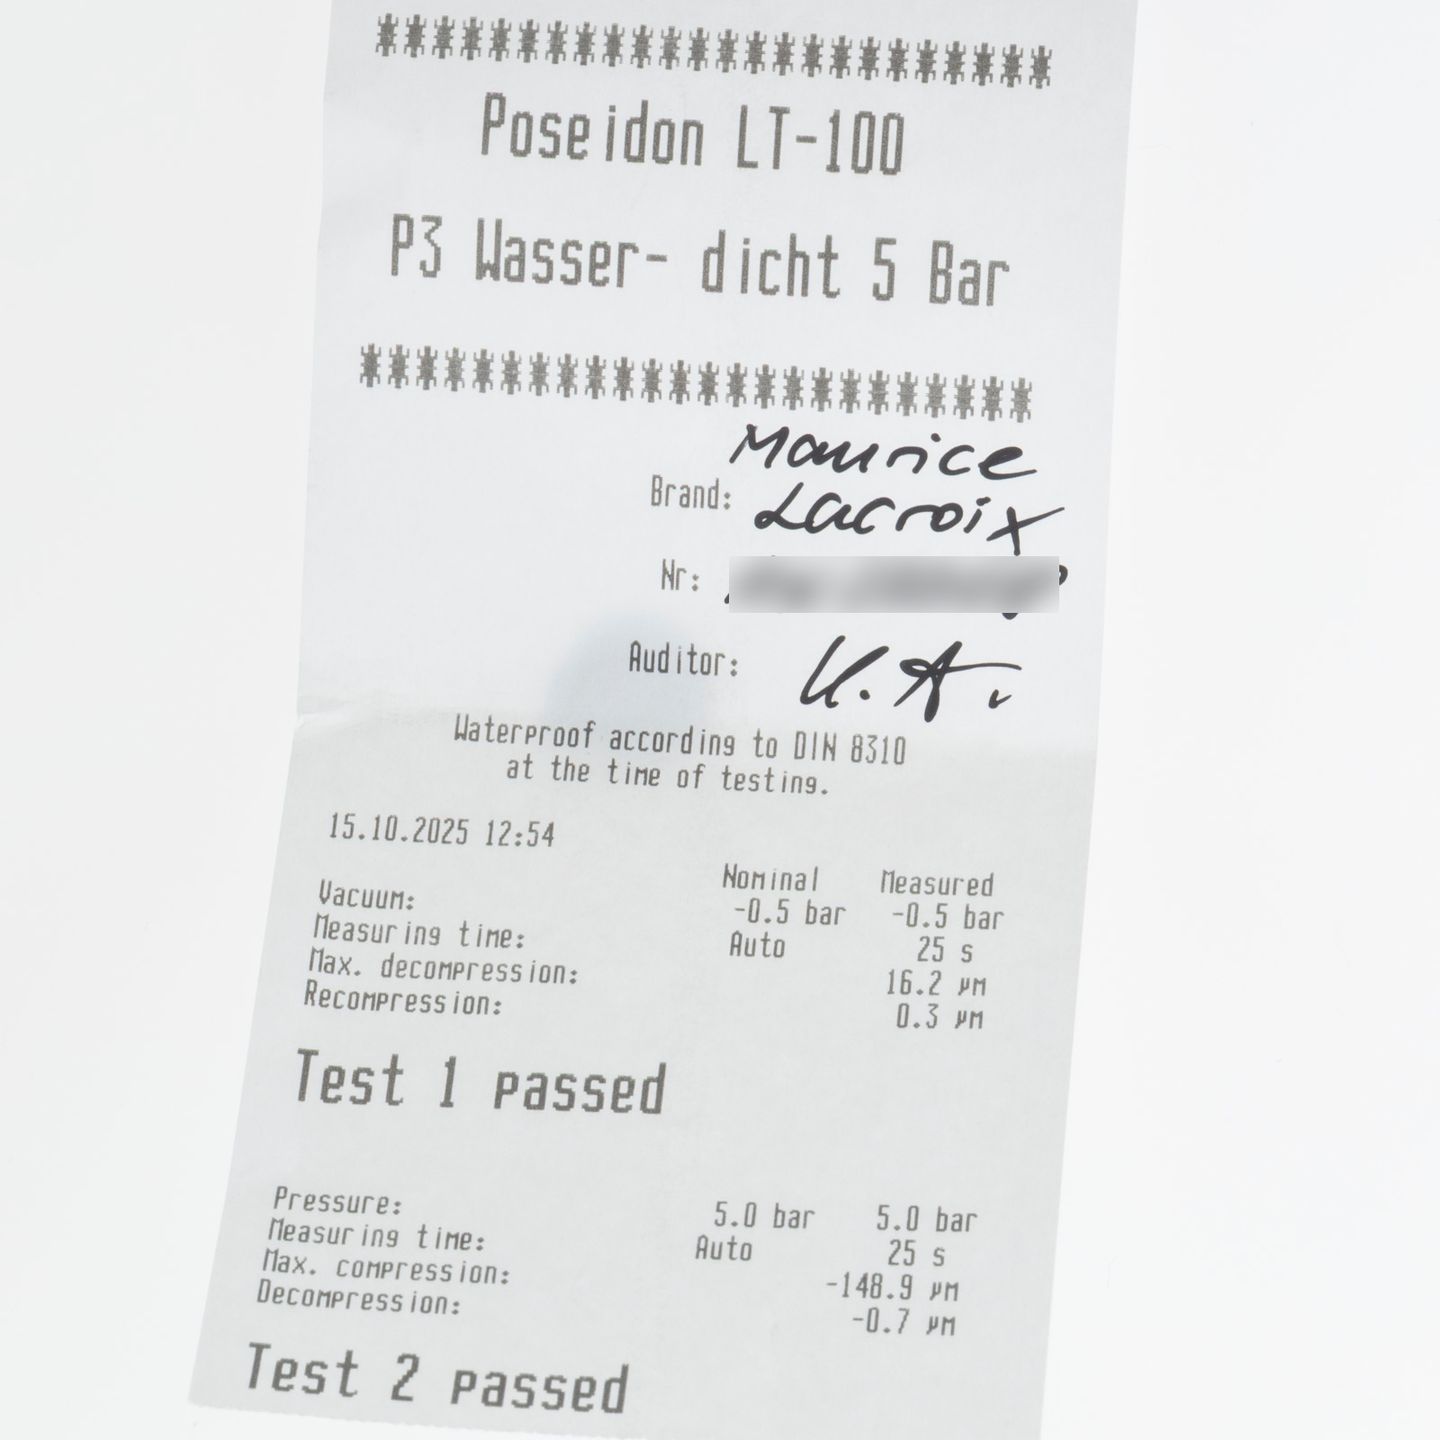 Poseidon LT-100
P3 Wasser- dicht 5 Bar
Brand: Maurice Lacroix
Nr:
Auditor: K. A.
Waterproof according to DIN 8310
at the time of testing.
15.10.2025 12:54
Nominal Measured
Vacuum: -0.5 bar -0.5 bar
Measuring time: Auto 25 s
Max. decompression: 16.2 µm
Recompression: 0.3 µm
Test 1 passed
Pressure: 5.0 bar 5.0 bar
Measuring time: Auto 25 s
Max. compression: -148.9 µm
Decompression: -0.7 µm
Test 2 passed